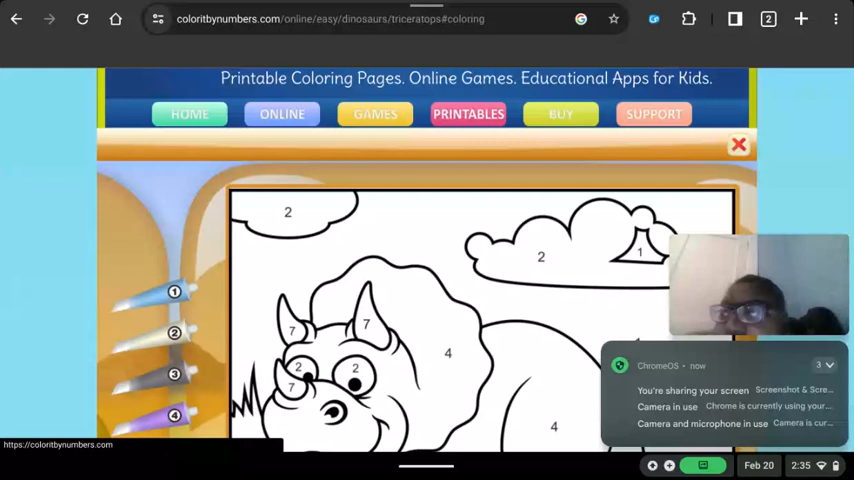 coloritbynumbers.com/online/easy/dinosaurs/triceratops#coloring
2
Printable Coloring Pages. Online Games. Educational Apps for Kids.
HOME
ONLINE
GAMES
PRINTABLES
BUY
SUPPORT
2
2
1
1
2
3
4
7
7
2
2
7
4
4
ChromeOS • now
3
You're sharing your screen Screenshot & Scre...
Camera in use Chrome is currently using your...
Camera and microphone in use Camera is cur...
https://coloritbynumbers.com
Feb 20
2:35